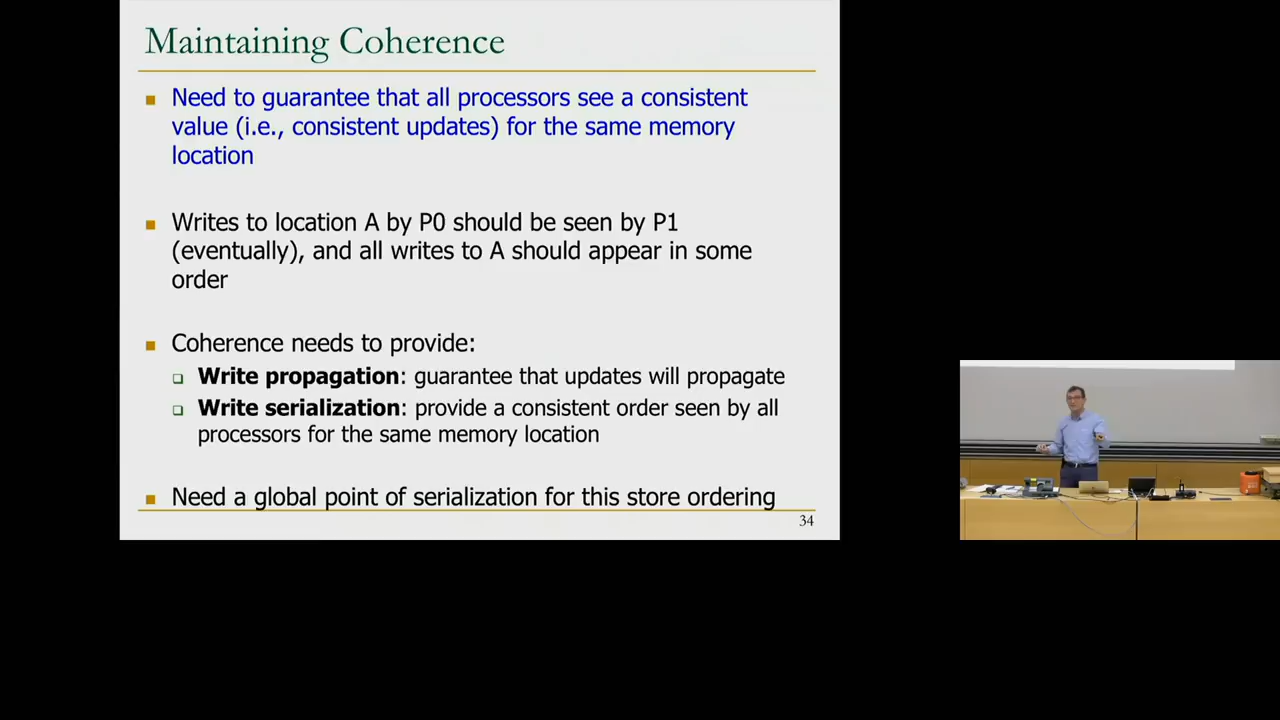 Maintaining Coherence
Need to guarantee that all processors see a consistent
value (i.e., consistent updates) for the same memory
location
Writes to location A by P0 should be seen by P1
(eventually), and all writes to A should appear in some
order
Coherence needs to provide:
Write propagation: guarantee that updates will propagate
Write serialization: provide a consistent order seen by all
processors for the same memory location
Need a global point of serialization for this store ordering
34